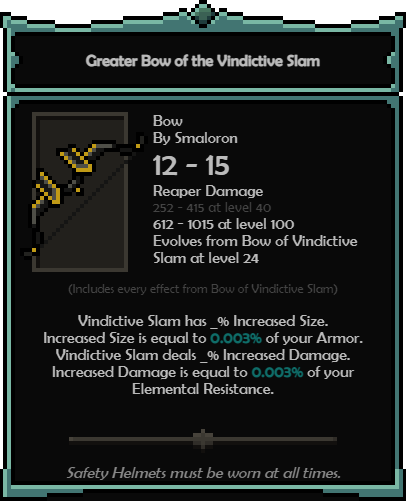 Greater Bow of the Vindictive Slam
Bow
By Smaloron
12 - 15
Reaper Damage
252 - 415 at level 40
612 - 1015 at level 100
Evolves from Bow of Vindictive
Slam at level 24
(Includes every effect from Bow of Vindictive Slam)
Vindictive Slam has _% Increased Size.
Increased Size is equal to 0.003% of your Armor.
Vindictive Slam deals _% Increased Damage.
Increased Damage is equal to 0.003% of your
Elemental Resistance.
Safety Helmets must be worn at all times.